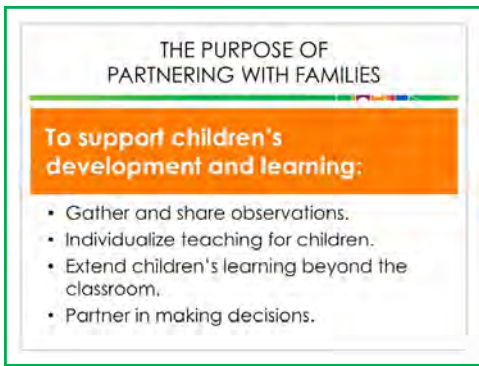 THE PURPOSE OF
PARTNERING WITH FAMILIES
To support children's
development and learning:
• Gather and share observations.
• Individualize teaching for children.
• Extend children's learning beyond the
classroom.
• Partner in making decisions.